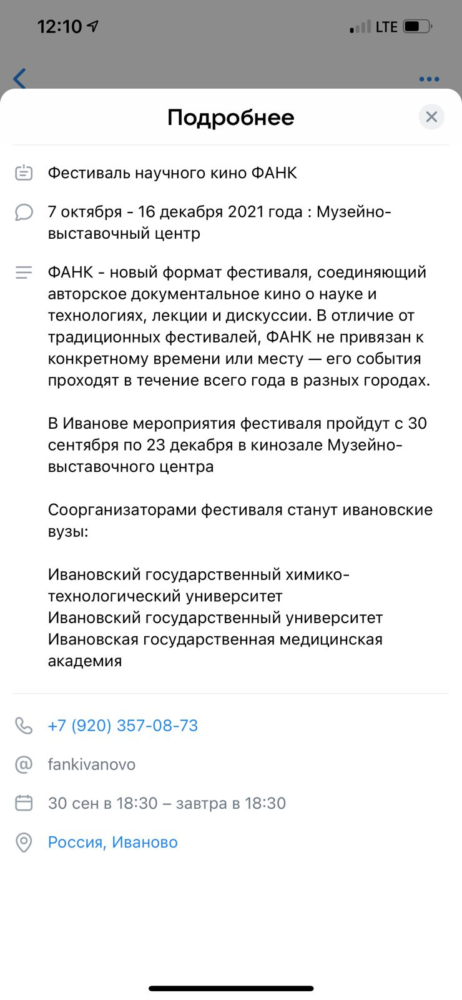 12:10
LTE
Подробнее
Фестиваль научного кино ФАНК
7 октября - 16 декабря 2021 года : Музейно-
выставочный центр
ФАНК - новый формат фестиваля, соединяющий
авторское документальное кино о науке и
технологиях, лекции и дискуссии. В отличие от
традиционных фестивалей, ФАНК не привязан к
конкретному времени или месту — его события
проходят в течение всего года в разных городах.
В Иванове мероприятия фестиваля пройдут с 30
сентября по 23 декабря в кинозале Музейно-
выставочного центра
Соорганизаторами фестиваля станут ивановские
вузы:
Ивановский государственный химико-
технологический университет
Ивановский государственный университет
Ивановская государственная медицинская
академия
+7 (920) 357-08-73
fankivanovo
30 сен в 18:30 – завтра в 18:30
Россия, Иваново